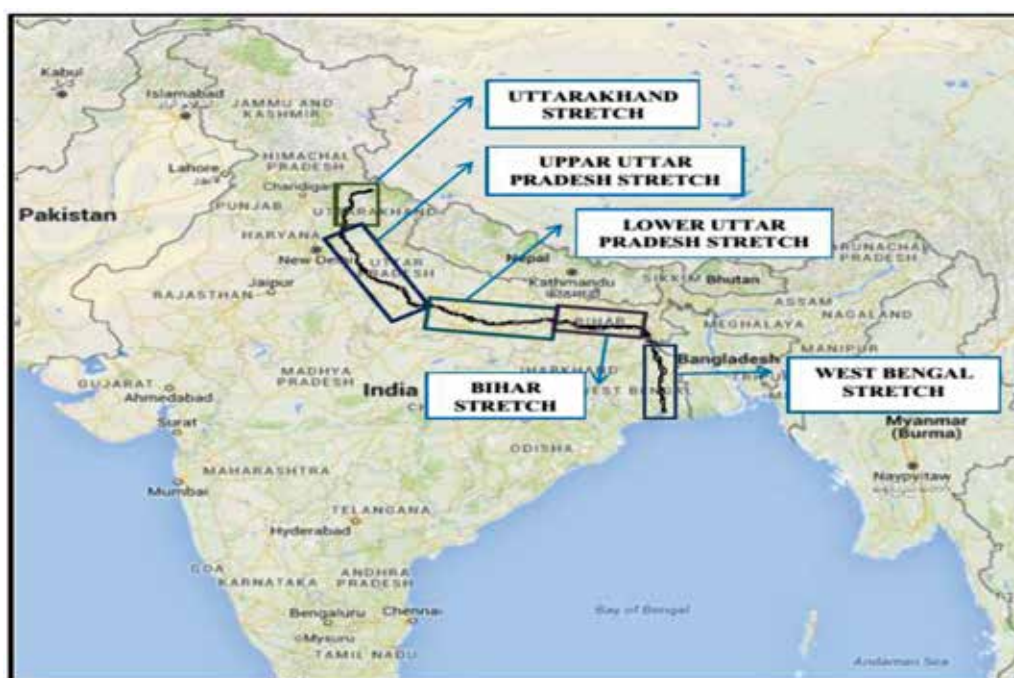 Kabul
Islamabad
JAMMU AND
KASHMIR
UTTARAKHAND
STRETCH
HIMACHAL
PRADESH
Lahore
Chandigar
UPPAR UTTAR
PRADESH STRETCH
Pakistan
PUNJAB
UTTARAKHAND
LOWER UTTAR
PRADESH STRETCH
HARYANA
New Delhi
UTTAR
PRADESH
Nepal
Kathmandu
SIKKIM
Bhutan
ARUNACHAL
PRADESH
Jaipur
RAJASTHAN
ASSAM
NAGALAND
BIHAR
MEGHALAYA
MANIPUR
Bangladesh
GUJARAT
Ahmedabad
MADHYA
PRADESH
India
JHARKHAND
WEST BENGAL
BIHAR
STRETCH
WEST BENGAL
STRETCH
Surat
Myanmar
(Burma)
ODISHA
MAHARASHTRA
Mumbai
Naypyitaw
TELANGANA
Hyderabad
GOA
KARNATAKA
ANDHRA
PRADESH
Bay of Bengal
Bengaluru
Chennai
Mysuru
TAMIL NADU
Andaman Sea